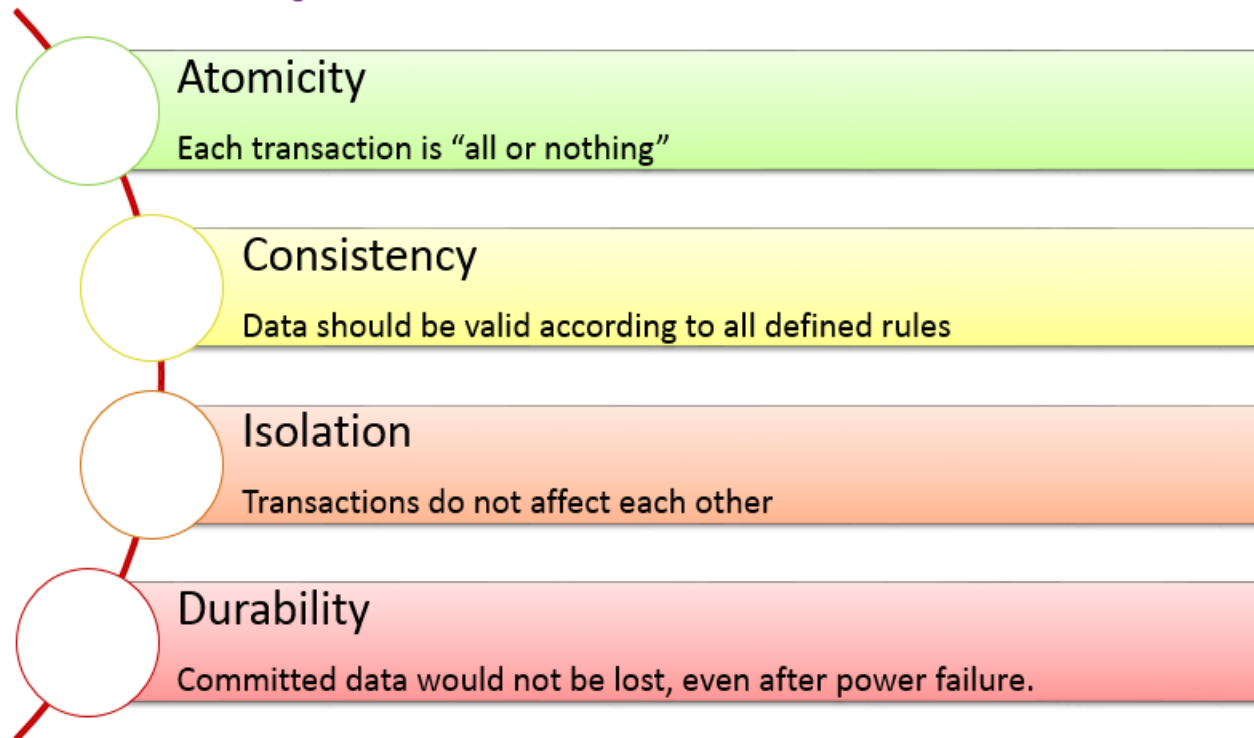 Atomicity
Each transaction is “all or nothing”
Consistency
Data should be valid according to all defined rules
Isolation
Transactions do not affect each other
Durability
Committed data would not be lost, even after power failure.